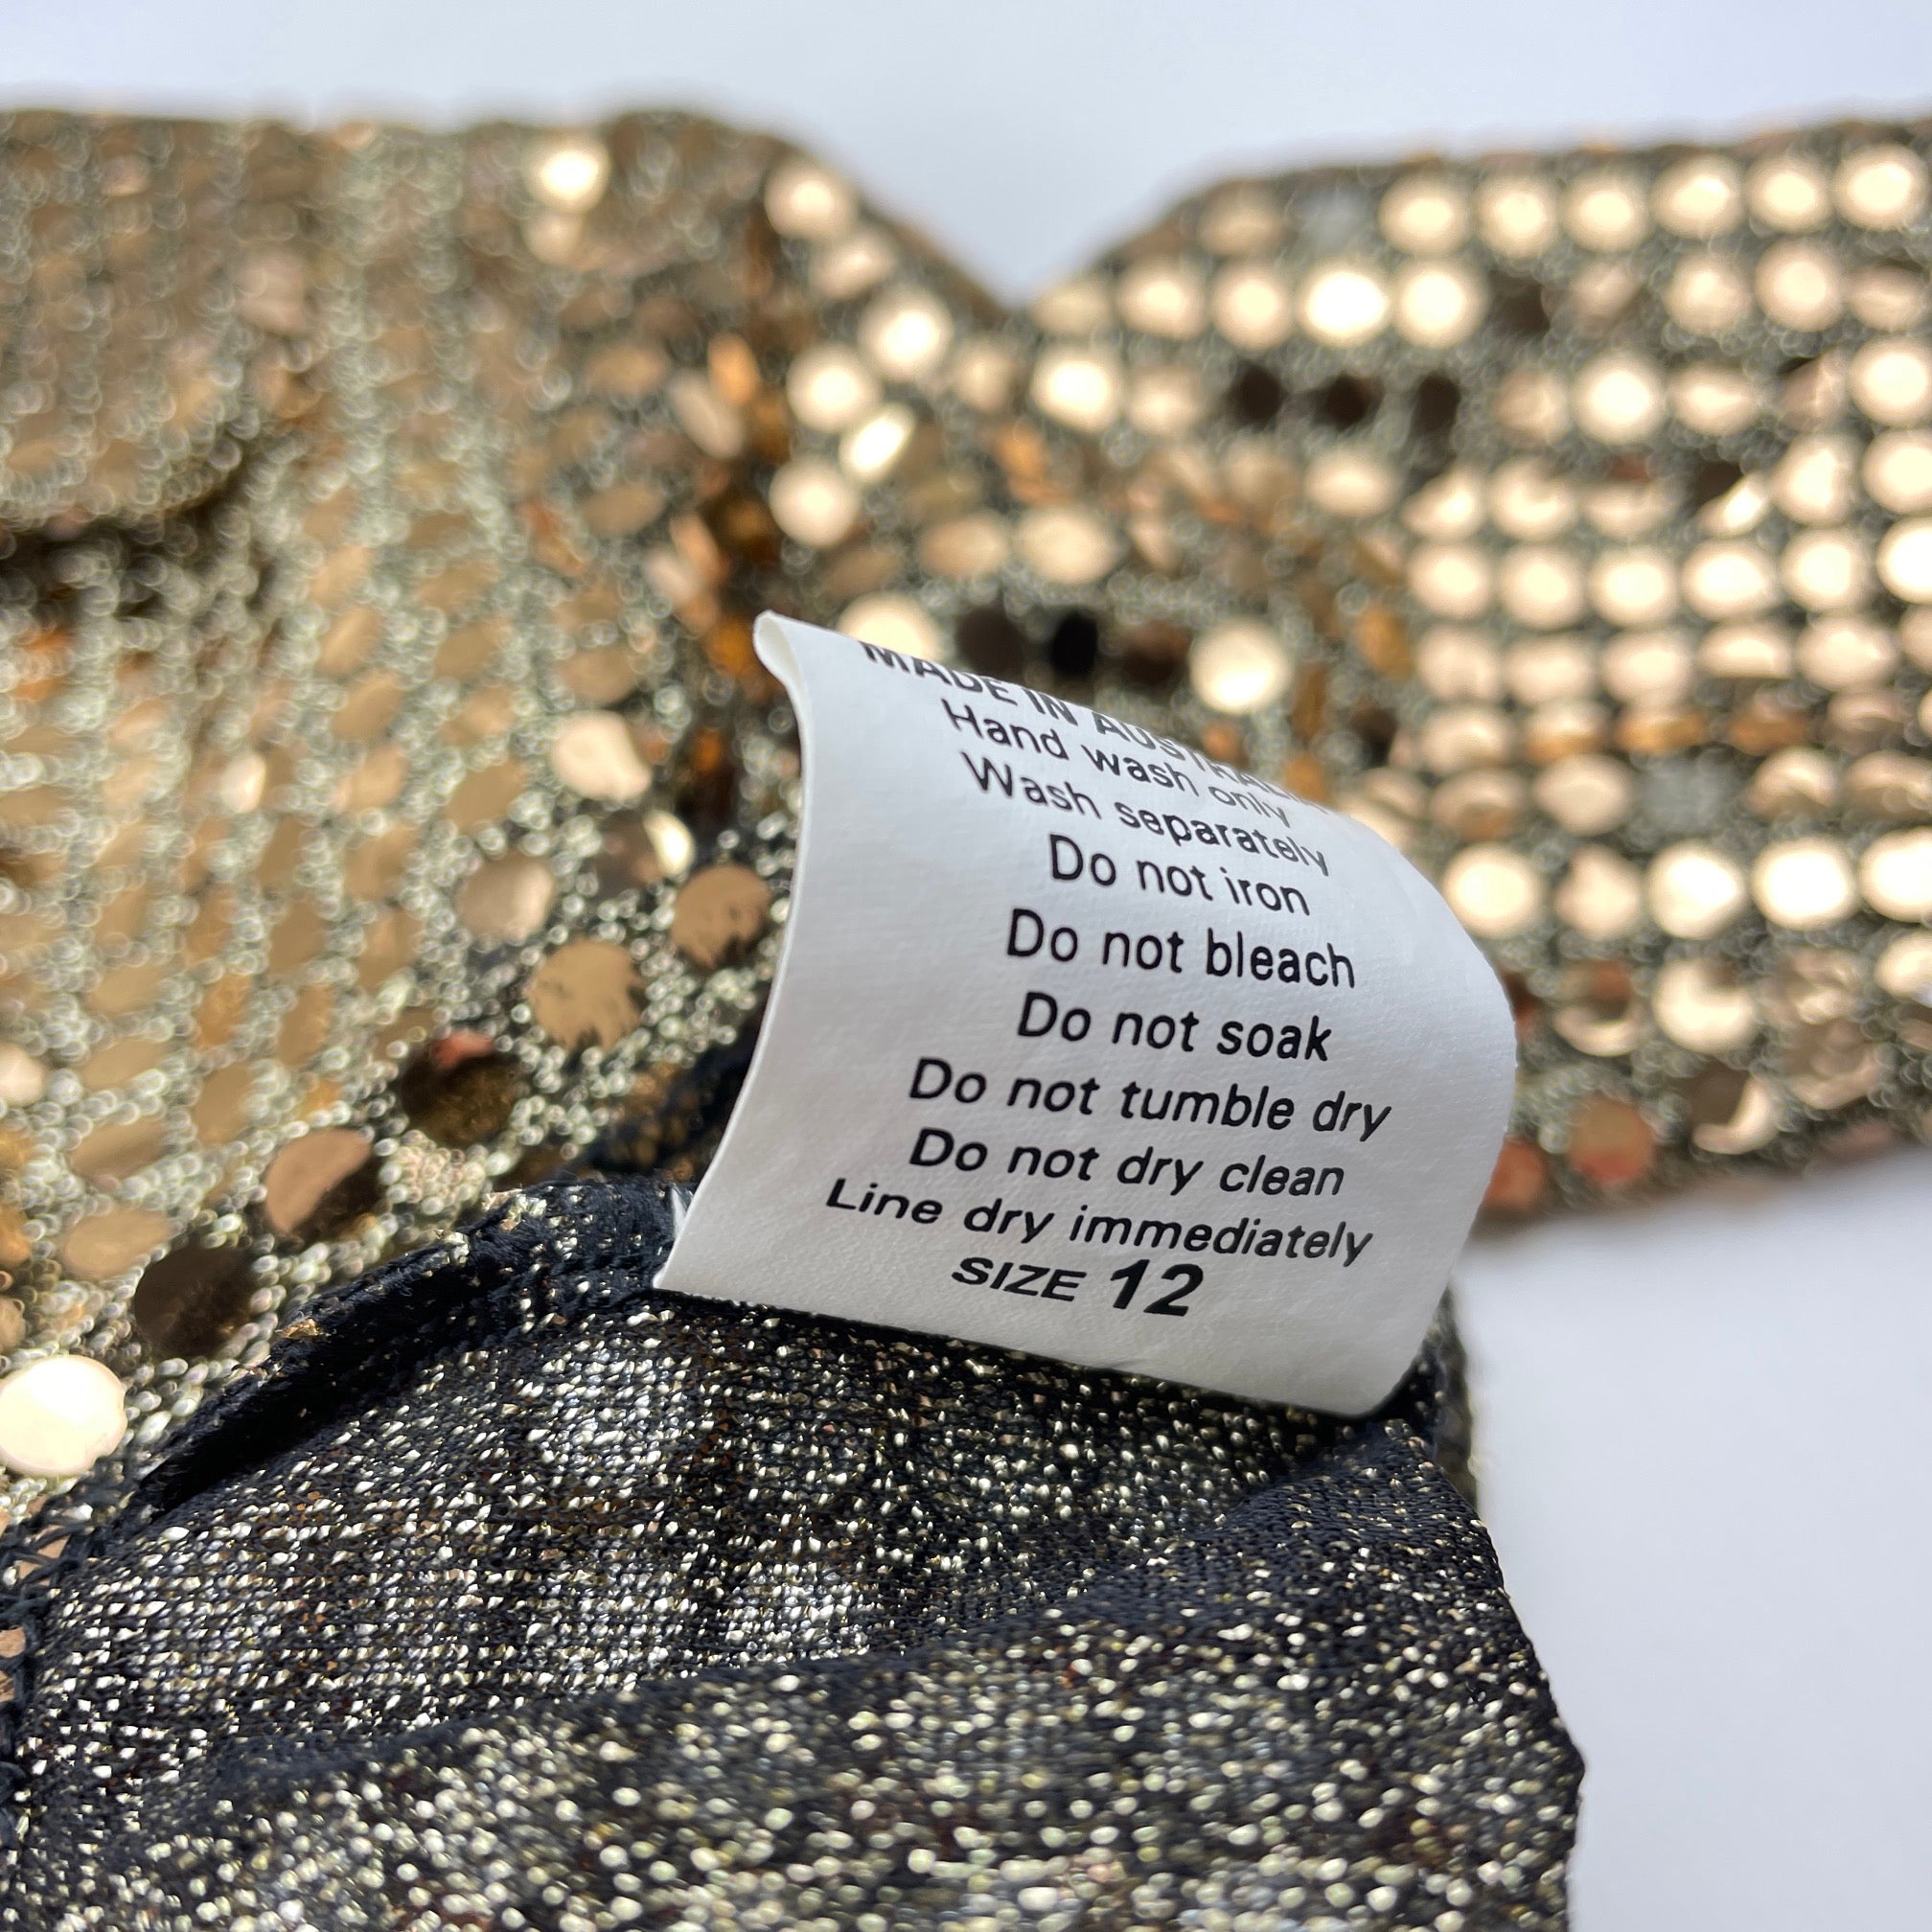 MADE IN AUSTRALIA
Hand wash only
Wash separately
Do not iron
Do not bleach
Do not soak
Do not tumble dry
Do not dry clean
Line dry immediately
SIZE 12